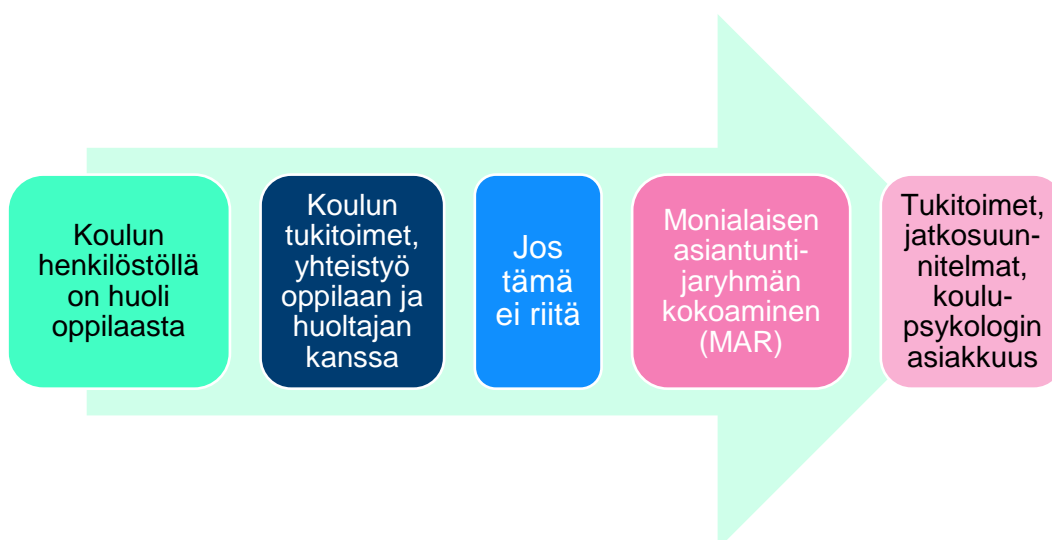 Koulun
henkilöstöllä
on huoli
oppilaasta
Koulun
tukitoimet,
yhteistyö
oppilaan ja
huoltajan
kanssa
Jos
tämä
ei riitä
Monialaisen
asiantunti-
jaryhmän
kokoaminen
(MAR)
Tukitoimet,
jatkosuun-
nitelmat,
koulu-
psykologin
asiakkuus